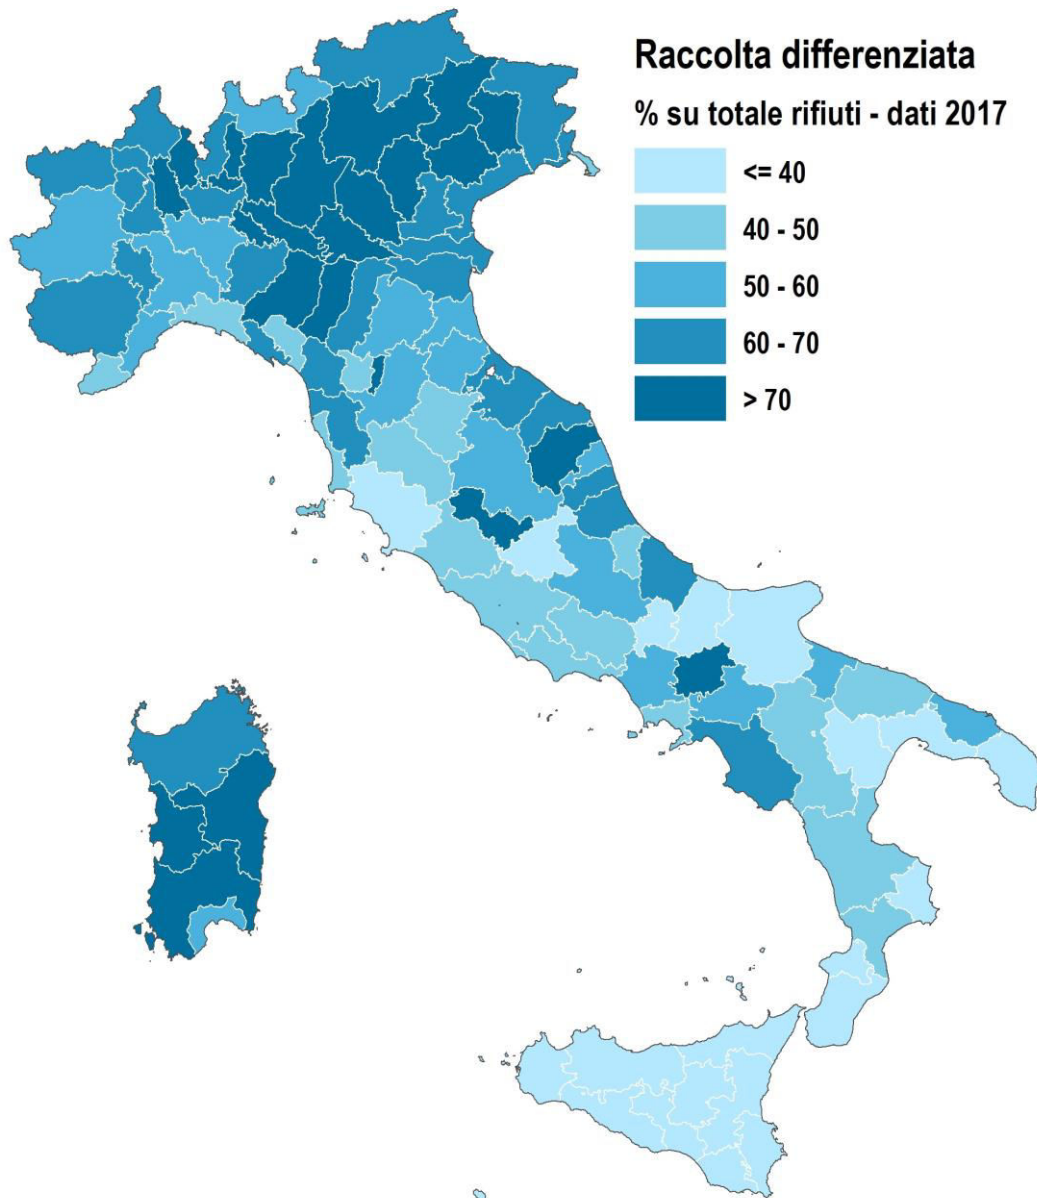 Raccolta differenziata
% su totale rifiuti - dati 2017
<= 40
40 - 50
50 - 60
60 - 70
> 70